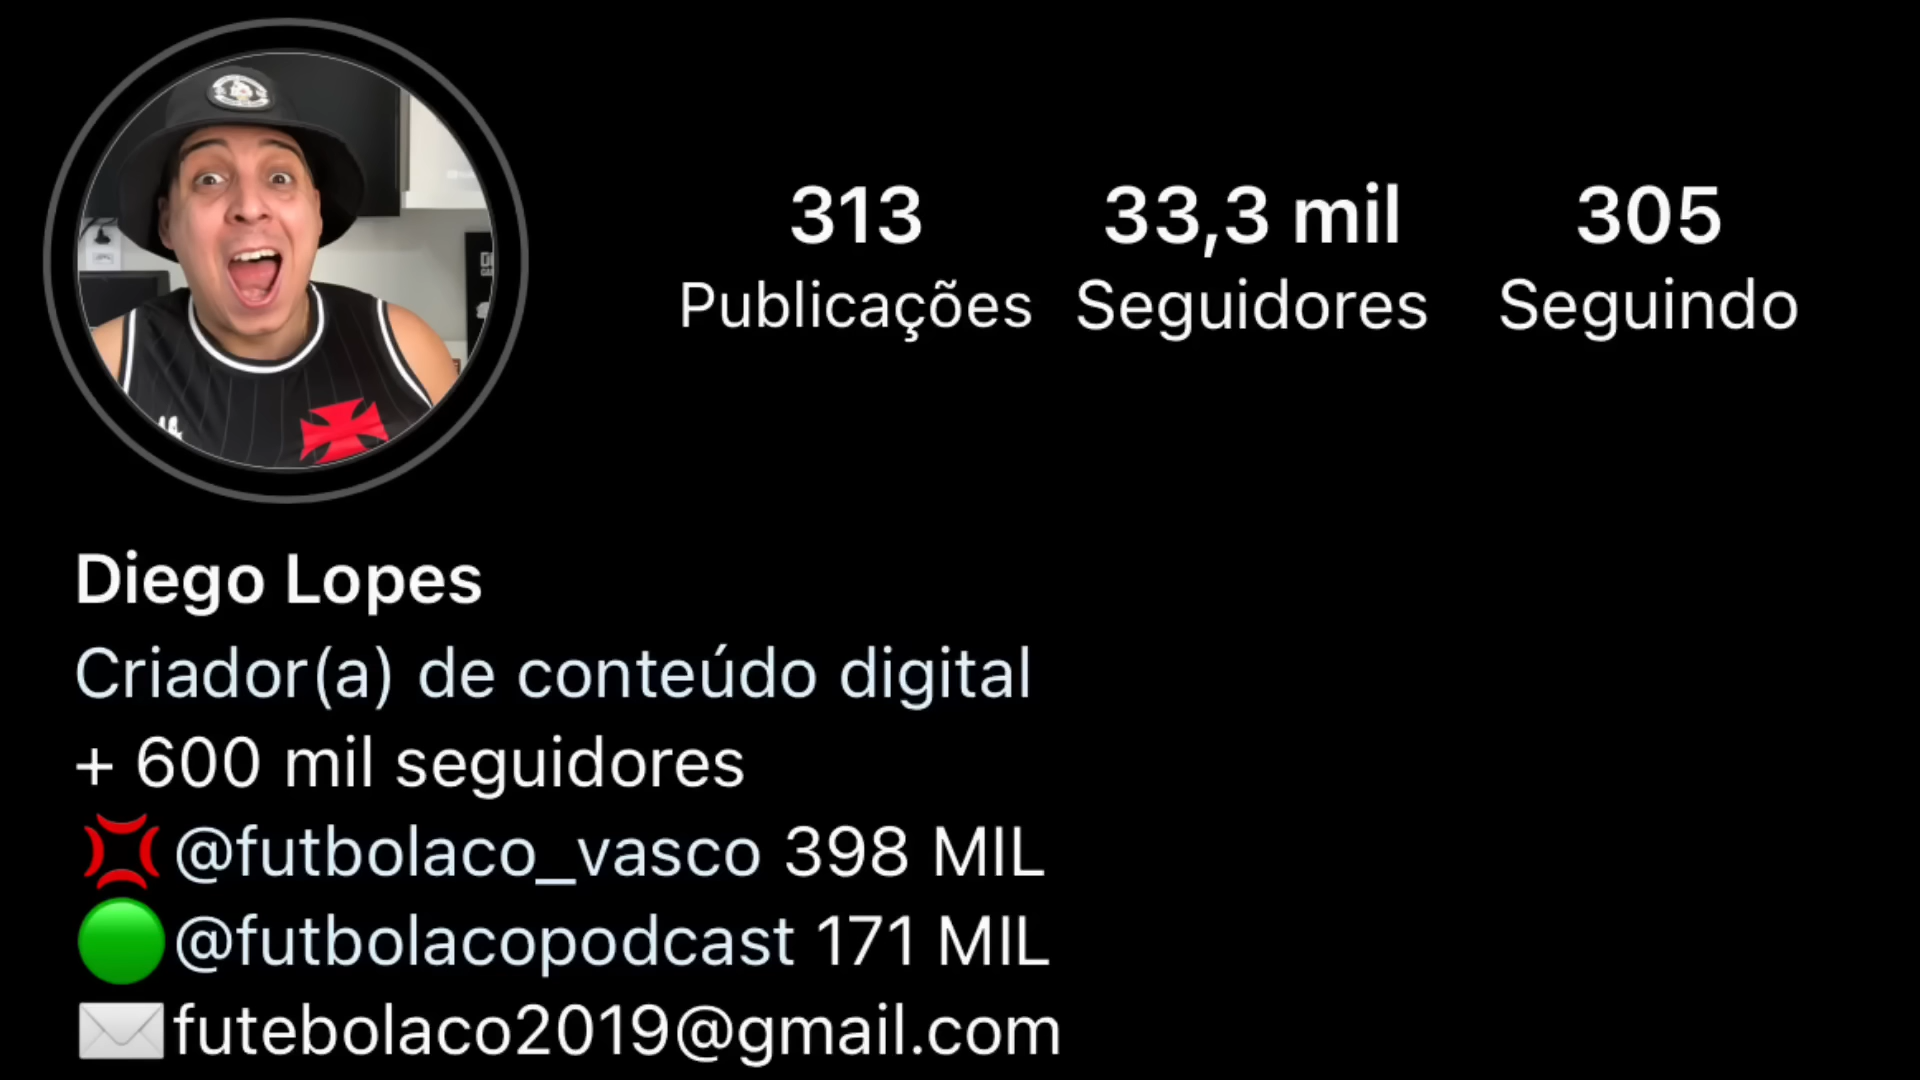 313
33,3 mil
305
Publicações
Seguidores
Seguindo
Diego Lopes
Criador(a) de conteúdo digital
+ 600 mil seguidores
@futbolaco_vasco 398 MIL
@futbolacopodcast 171 MIL
futebolaco2019@gmail.com